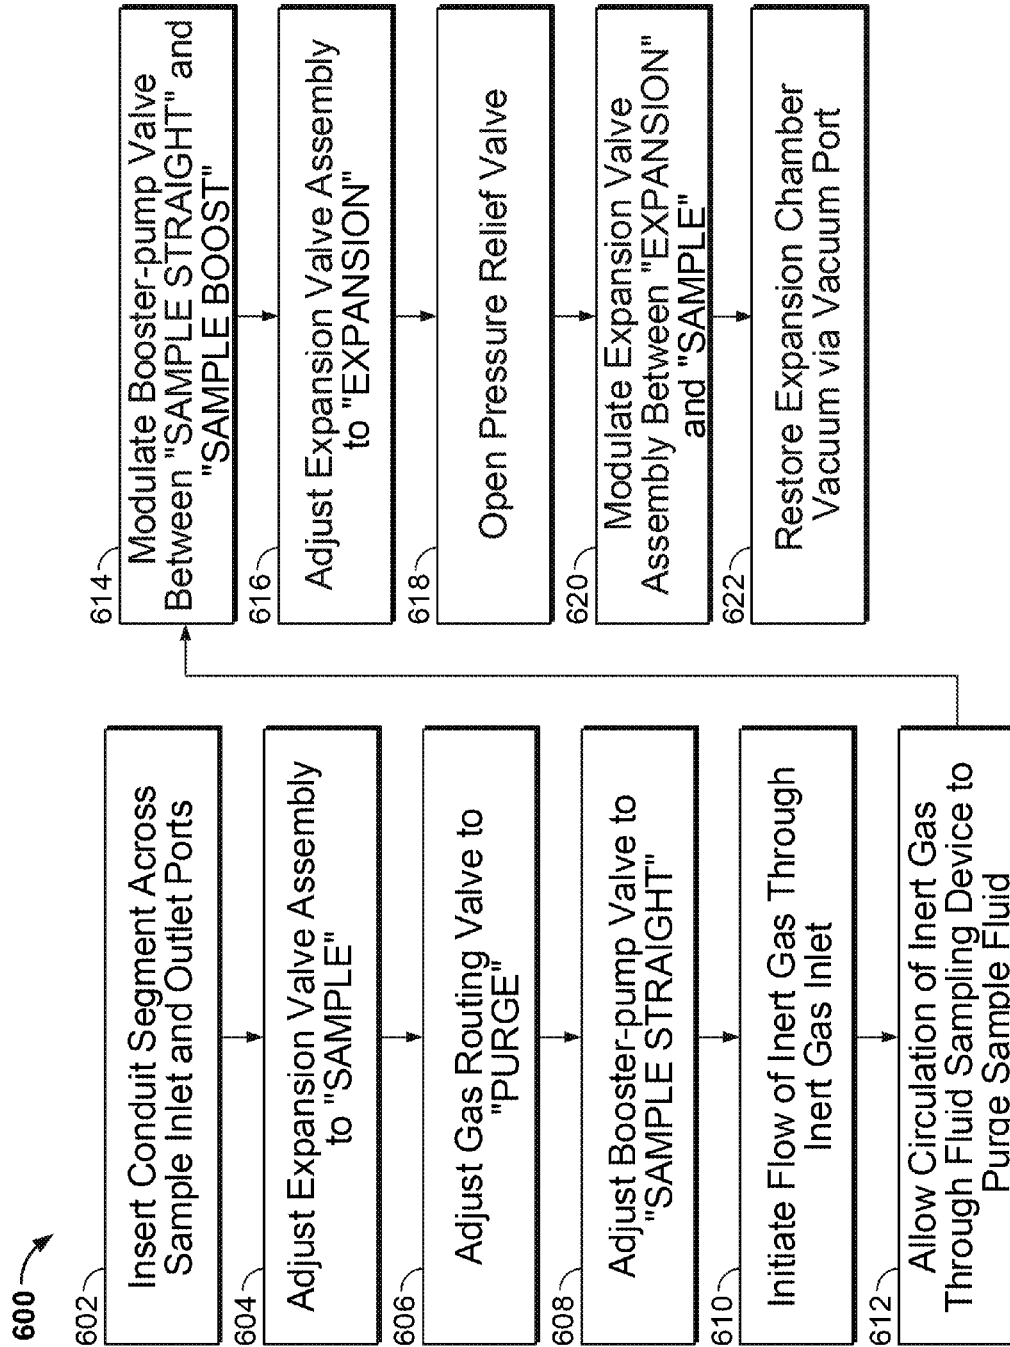 600
602
Insert Conduit Segment Across
Sample Inlet and Outlet Ports
604
Adjust Expansion Valve Assembly
to "SAMPLE"
606
Adjust Gas Routing Valve to
"PURGE"
608
Adjust Booster-pump Valve to
"SAMPLE STRAIGHT"
610
Initiate Flow of Inert Gas Through
Inert Gas Inlet
612
Allow Circulation of Inert Gas
Through Fluid Sampling Device to
Purge Sample Fluid
614
Modulate Booster-pump Valve
Between "SAMPLE STRAIGHT" and
"SAMPLE BOOST"
616
Adjust Expansion Valve Assembly
to "EXPANSION"
618
Open Pressure Relief Valve
620
Modulate Expansion Valve
Assembly Between "EXPANSION"
and "SAMPLE"
622
Restore Expansion Chamber
Vacuum via Vacuum Port